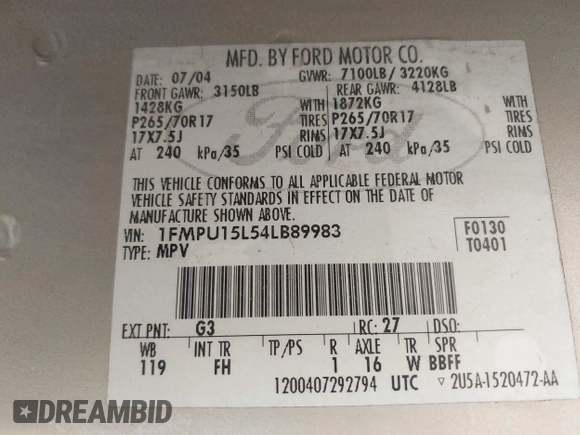 MFD. BY FORD MOTOR CO.
DATE: 07/04 GVWR: 7100LB/ 3220KG
FRONT GAWR: 3150LB REAR GAWR: 4128LB
1428KG WITH 1872KG WITH
P265/70R17 TIRES P265/70R17 TIRES
17X7.5J RIMS 17X7.5J RIMS
AT 240 kPa/35 PSI COLD AT 240 kPa/35 PSI COLD
Ford
THIS VEHICLE CONFORMS TO ALL APPLICABLE FEDERAL MOTOR
VEHICLE SAFETY STANDARDS IN EFFECT ON THE DATE OF
MANUFACTURE SHOWN ABOVE.
VIN: 1FMPU15L54LB89983 F0130
TYPE: MPV T0401
EXT PNT: G3 RC: 27 DSO:
WB INT TR TP/PS R AXLE TR SPR
119 FH 1 16 W BBFF
1200407292794 UTC ▽ 2U5A-1520472-AA
DREAMBID